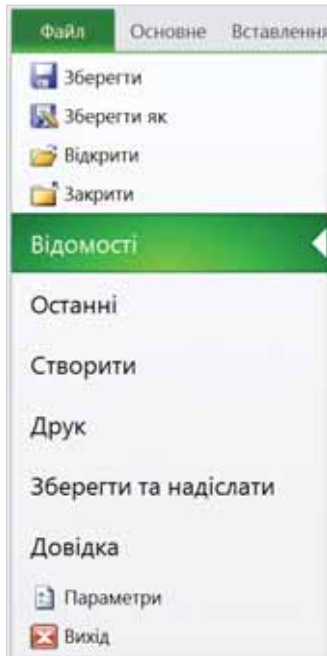 Файл Основне Вставлення
Зберегти
Зберегти як
Відкрити
Закрити
Відомості
Останні
Створити
Друк
Зберегти та надіслати
Довідка
Параметри
Вихід